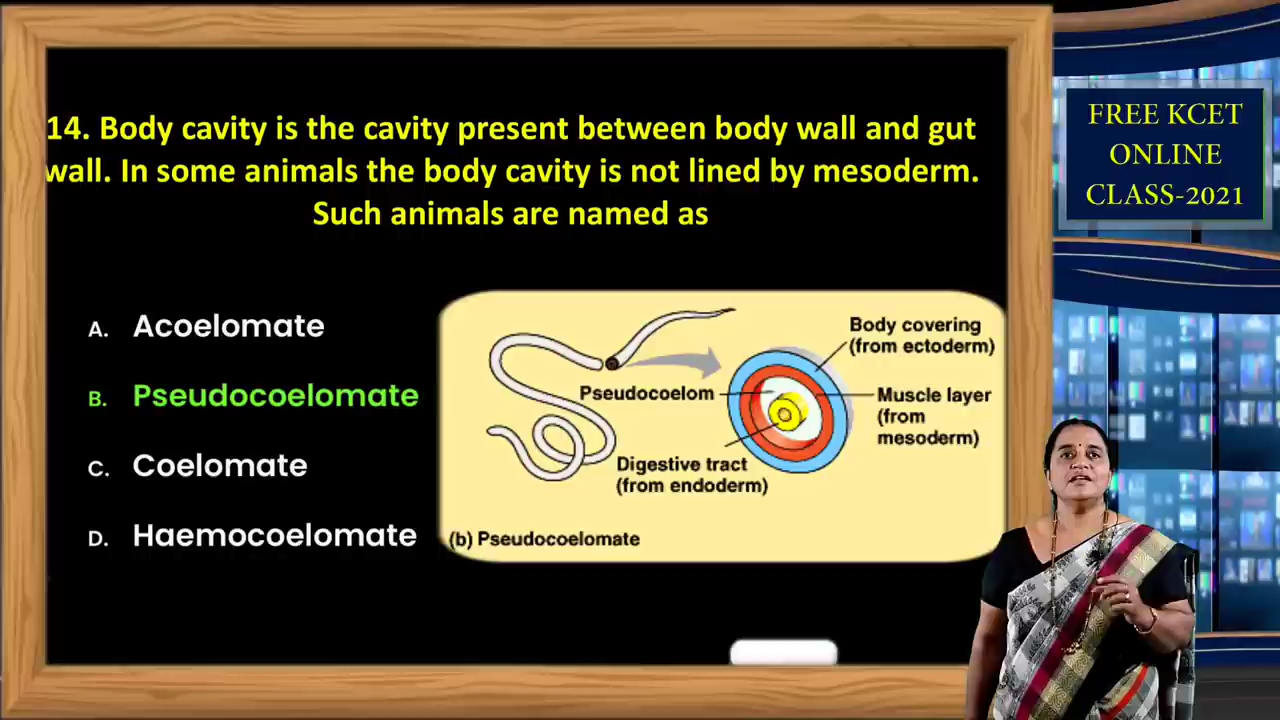 14. Body cavity is the cavity present between body wall and gut
wall. In some animals the body cavity is not lined by mesoderm.
Such animals are named as
A. Acoelomate
B. Pseudocoelomate
C. Coelomate
D. Haemocoelomate
Body covering
(from ectoderm)
Pseudocoelom
Muscle layer
(from
mesoderm)
Digestive tract
(from endoderm)
(b) Pseudocoelomate
FREE KCET
ONLINE
CLASS-2021